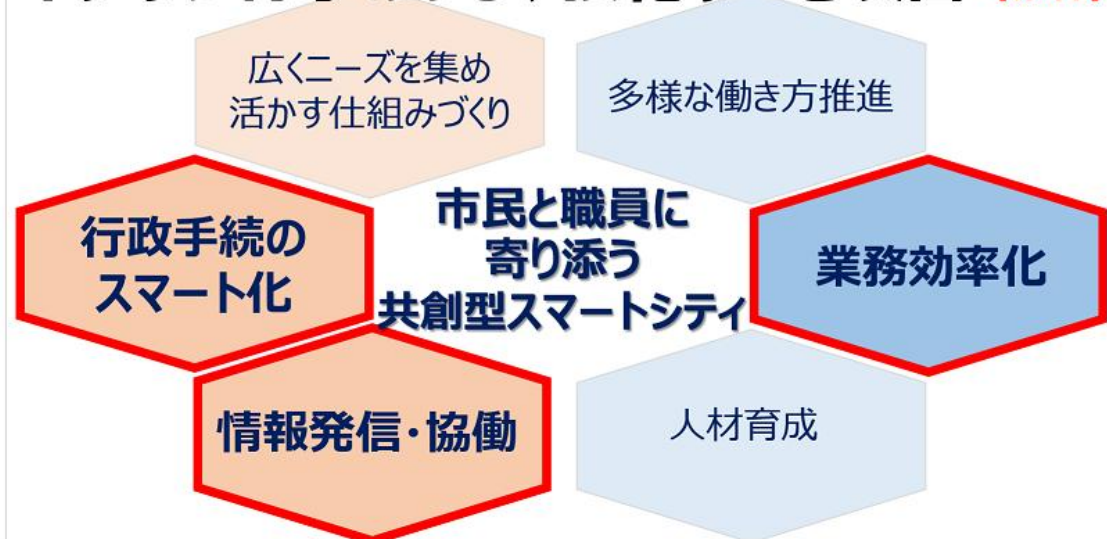 広くニーズを集め
活かす仕組みづくり
多様な働き方推進
行政手続の
スマート化
市民と職員に
寄り添う
共創型スマートシティ
業務効率化
情報発信・協働
人材育成